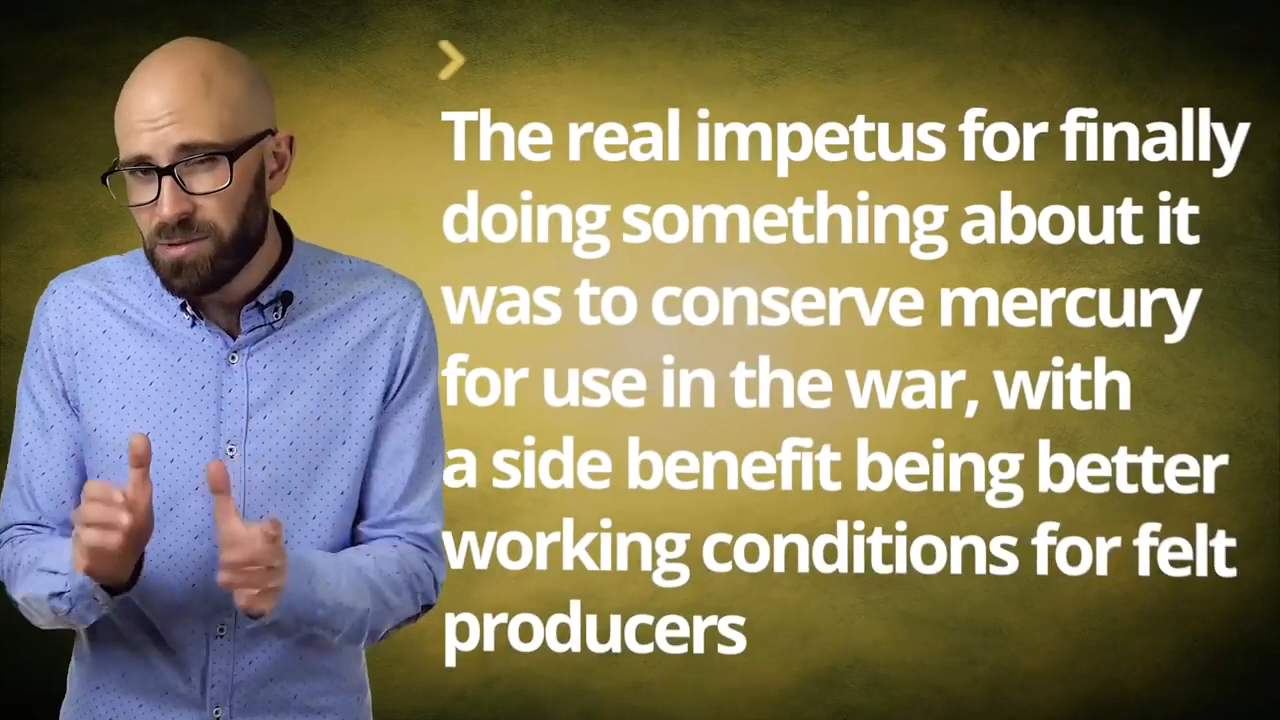 The real impetus for finally
doing something about it
was to conserve mercury
for use in the war, with
a side benefit being better
working conditions for felt
producers